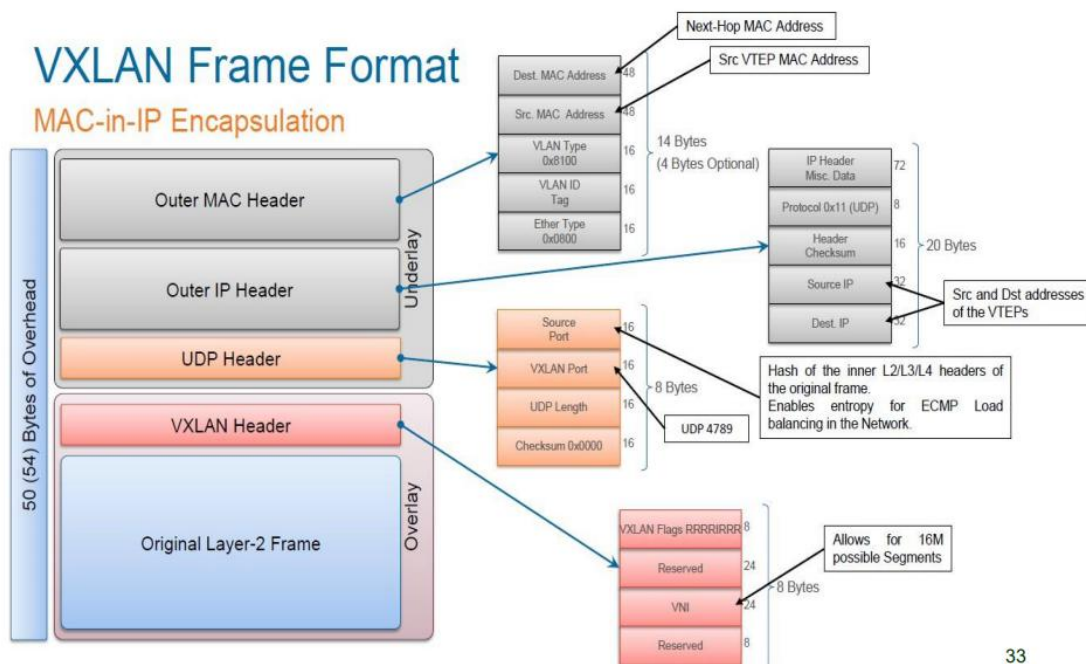 VXLAN Frame Format
MAC-in-IP Encapsulation
50 (54) Bytes of Overhead
Outer MAC Header
Outer IP Header
UDP Header
Underlay
VXLAN Header
Original Layer-2 Frame
Overlay
Next-Hop MAC Address
Src VTEP MAC Address
Dest. MAC Address
48
Src. MAC Address
48
VLAN Type
0x8100
16
VLAN ID
Tag
16
Ether Type
0x0800
16
14 Bytes
(4 Bytes Optional)
IP Header
Misc. Data
72
Protocol 0x11 (UDP)
8
Header
Checksum
16
Source IP
32
Dest. IP
32
20 Bytes
Src and Dst addresses
of the VTEPs
Source
Port
16
VXLAN Port
16
UDP Length
16
Checksum 0x0000
16
8 Bytes
UDP 4789
Hash of the inner L2/L3/L4 headers of
the original frame.
Enables entropy for ECMP Load
balancing in the Network.
VXLAN Flags RRRRIRRR
8
Reserved
24
VNI
24
Reserved
8
8 Bytes
Allows for 16M
possible Segments
33